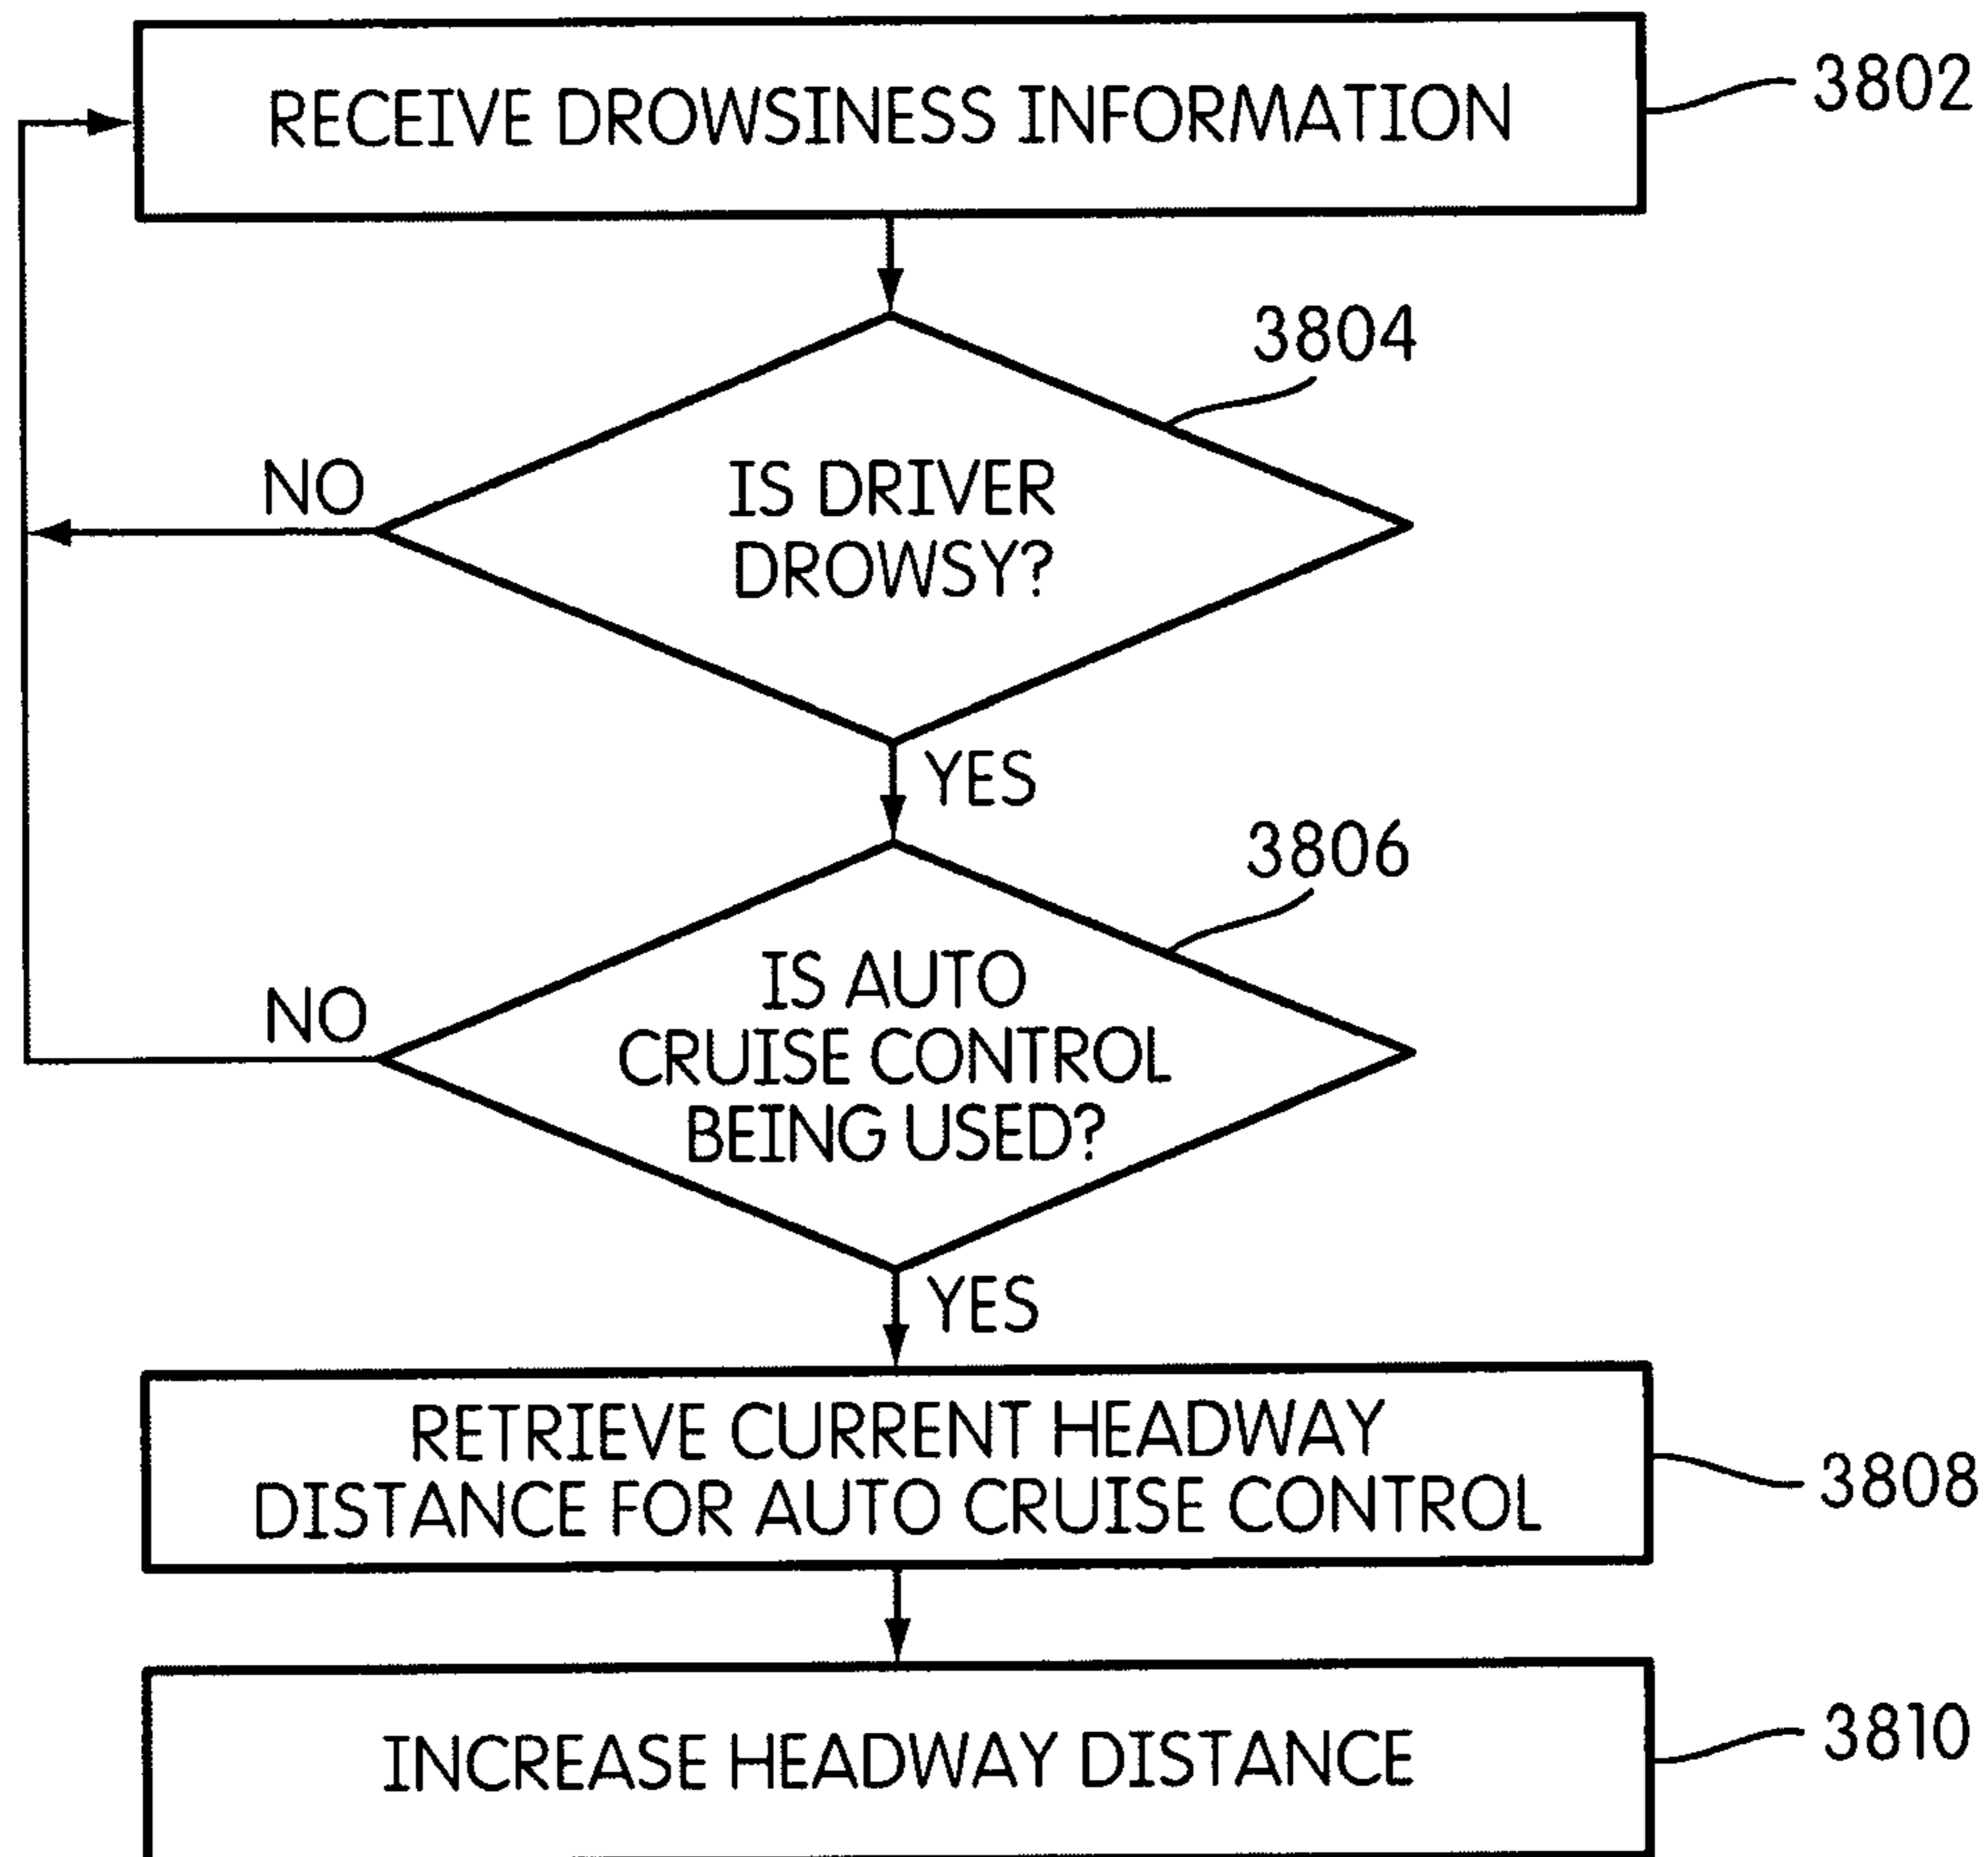 RECEIVE DROWSINESS INFORMATION
3802
3804
IS DRIVER
DROWSY?
NO
YES
3806
IS AUTO
CRUISE CONTROL
BEING USED?
NO
YES
RETRIEVE CURRENT HEADWAY
DISTANCE FOR AUTO CRUISE CONTROL
3808
INCREASE HEADWAY DISTANCE
3810